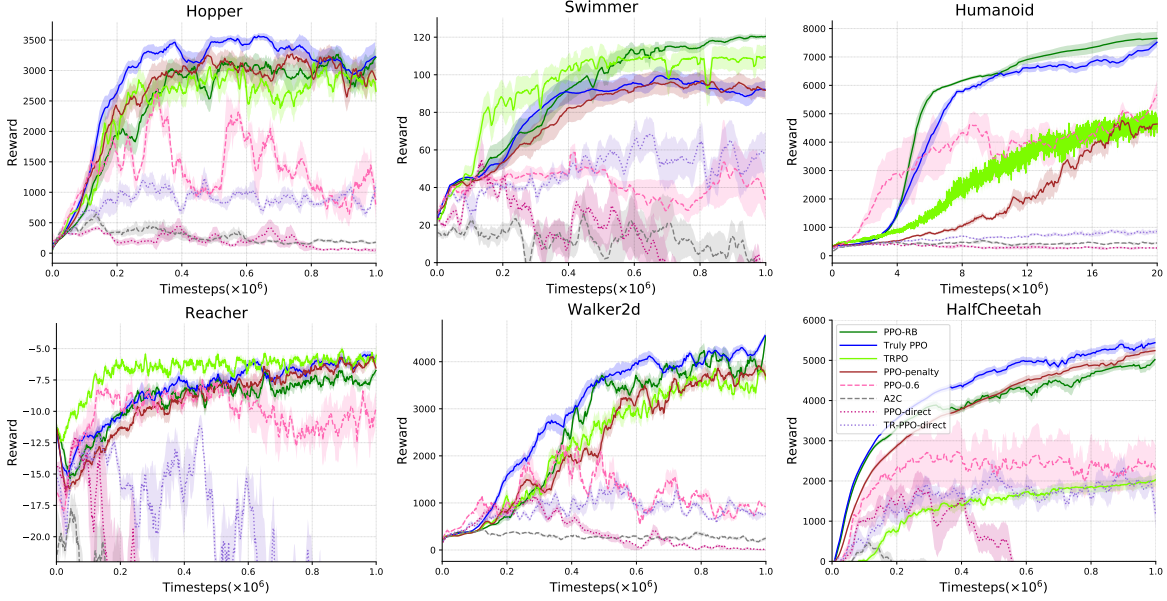 Hopper
3500
3000
2500
2000
1500
1000
500
0
Reward
0.0 0.2 0.4 0.6 0.8 1.0
Timesteps(×10⁶)
Swimmer
120
100
80
60
40
20
0
Reward
0.0 0.2 0.4 0.6 0.8 1.0
Timesteps(×10⁶)
Humanoid
8000
7000
6000
5000
4000
3000
2000
1000
0
Reward
0 4 8 12 16 20
Timesteps(×10⁶)
Reacher
−5.0
−7.5
−10.0
−12.5
−15.0
−17.5
−20.0
Reward
0.0 0.2 0.4 0.6 0.8 1.0
Timesteps(×10⁶)
Walker2d
4000
3000
2000
1000
0
Reward
0.0 0.2 0.4 0.6 0.8 1.0
Timesteps(×10⁶)
HalfCheetah
6000
5000
4000
3000
2000
1000
0
Reward
PPO-RB
Truly PPO
TRPO
PPO-penalty
PPO-0.6
A2C
PPO-direct
TR-PPO-direct
0.0 0.2 0.4 0.6 0.8 1.0
Timesteps(×10⁶)